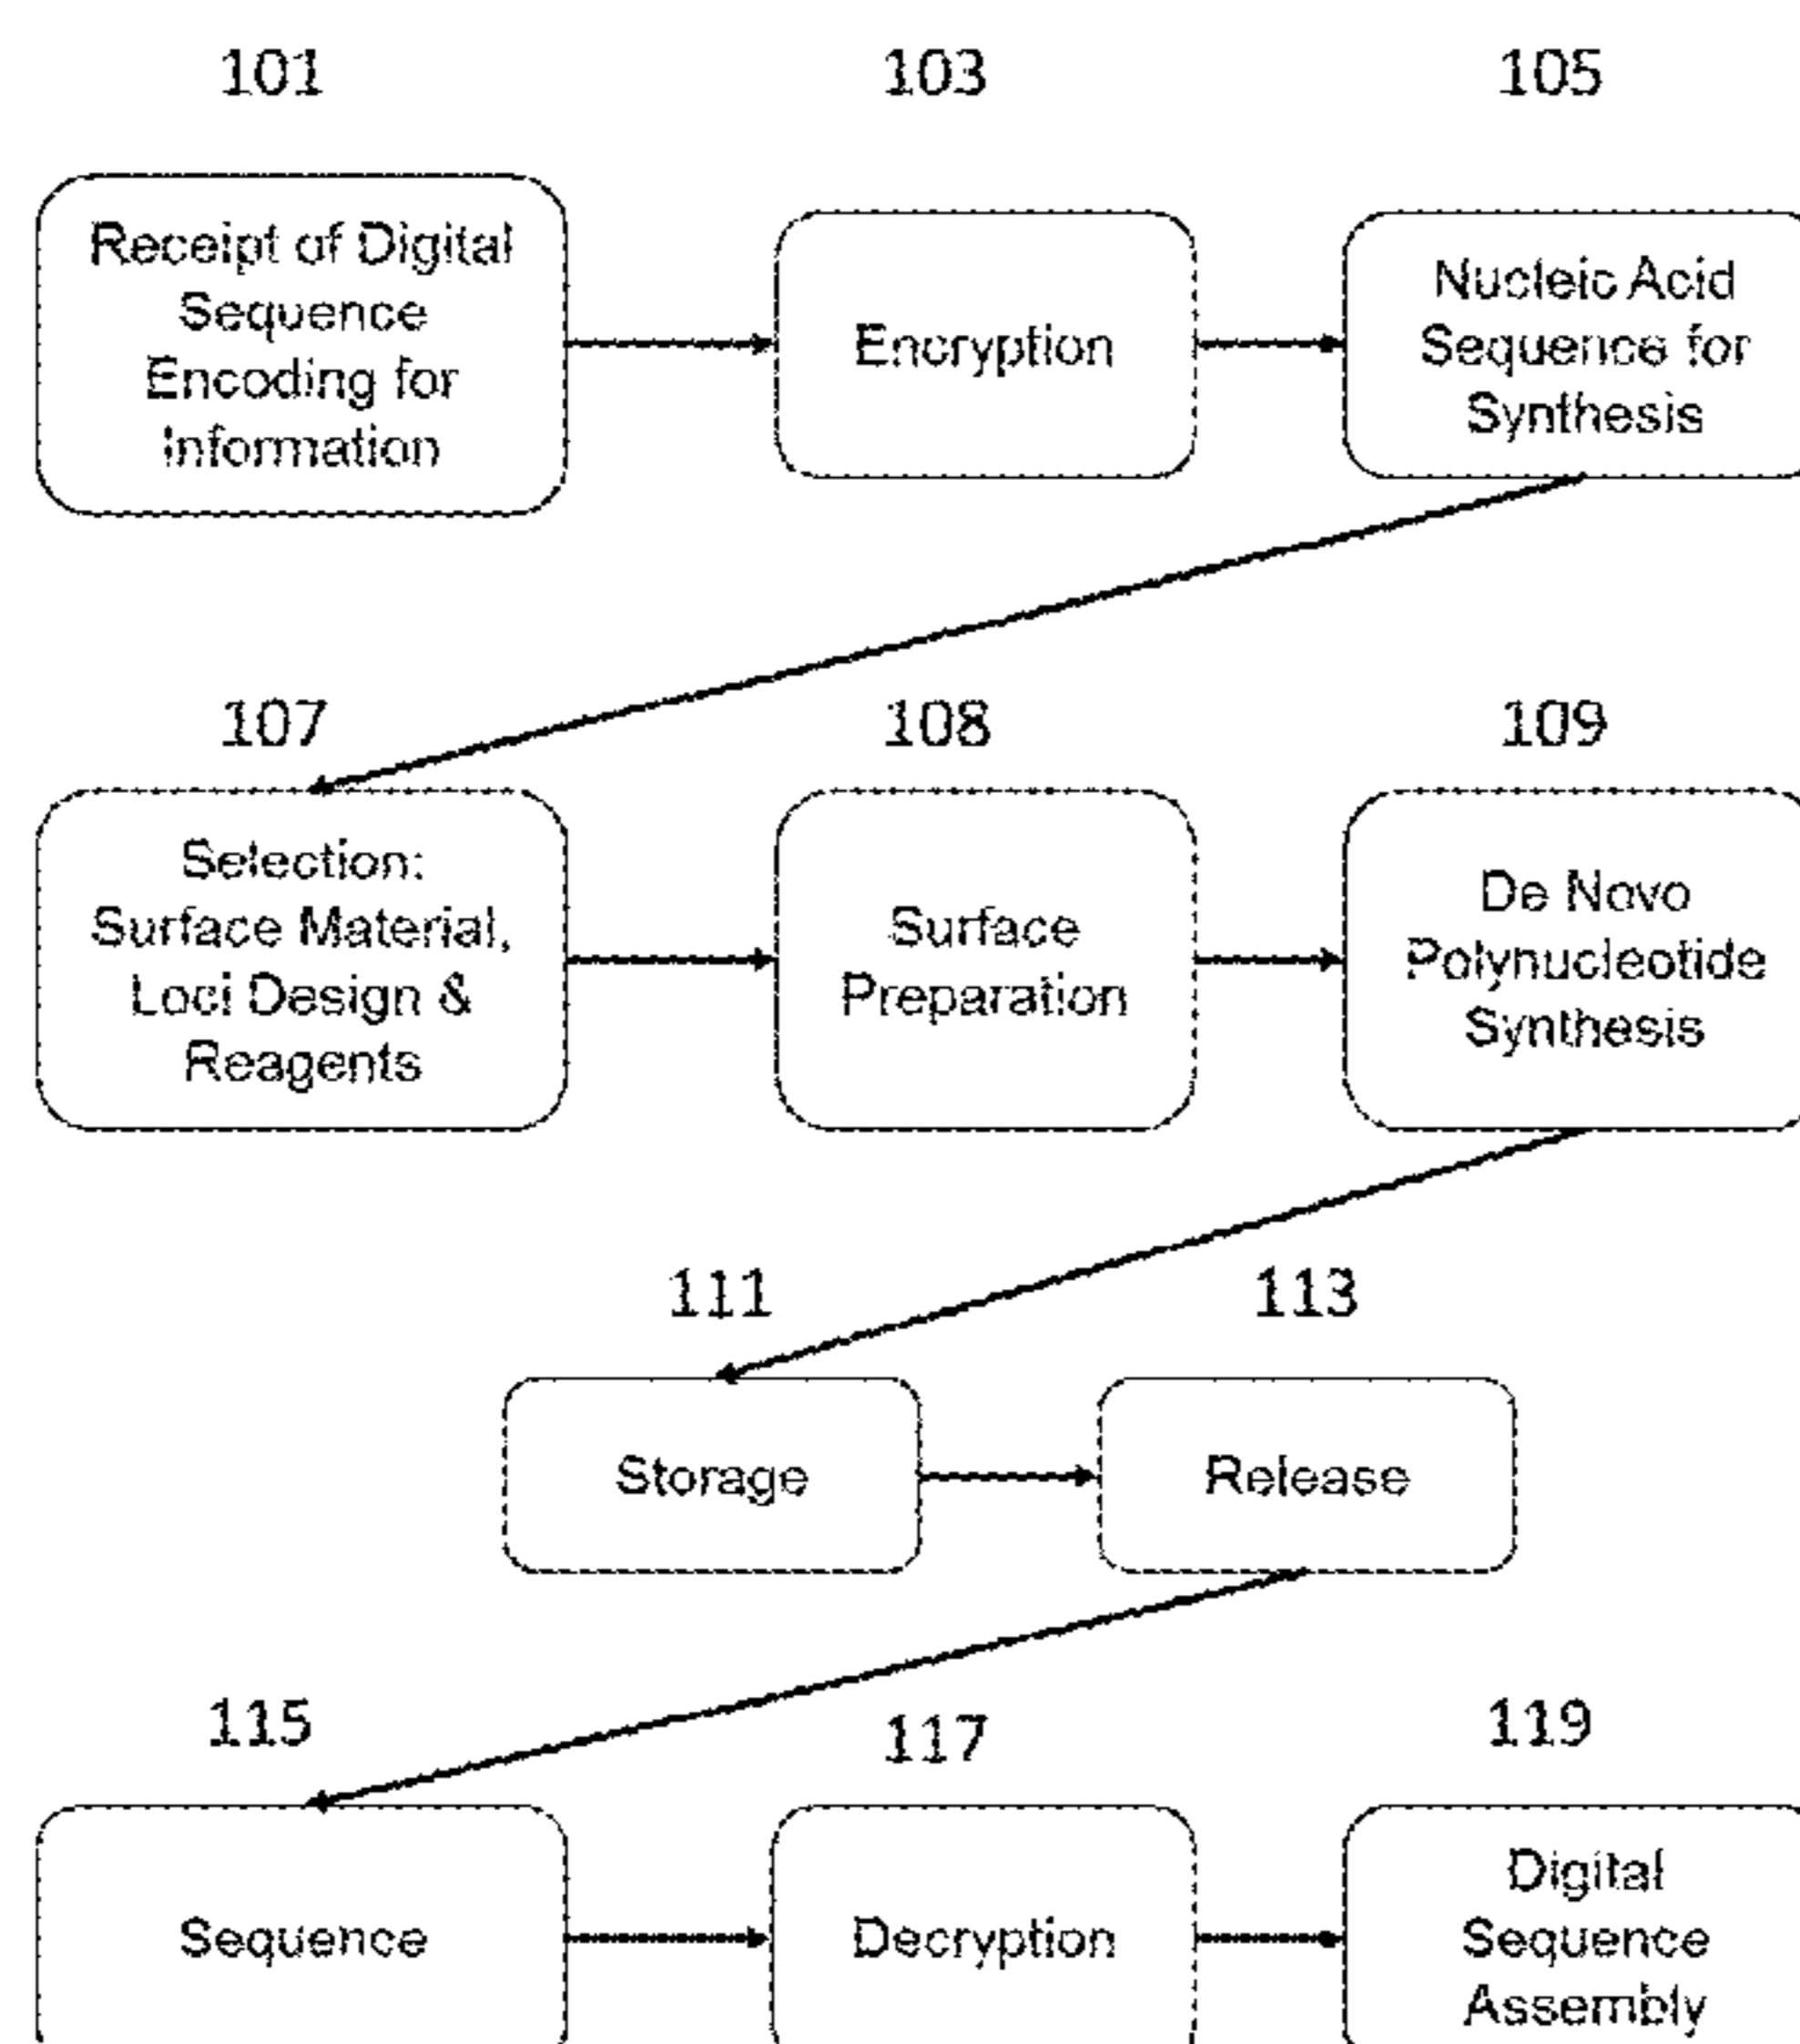 101
103
105
Receipt of Digital
Sequence
Encoding for
Information
Encryption
Nucleic Acid
Sequence for
Synthesis
107
108
109
Selection:
Surface Material,
Loci Design &
Reagents
Surface
Preparation
De Novo
Polynucleotide
Synthesis
111
113
Storage
Release
115
117
119
Sequence
Decryption
Digital
Sequence
Assembly